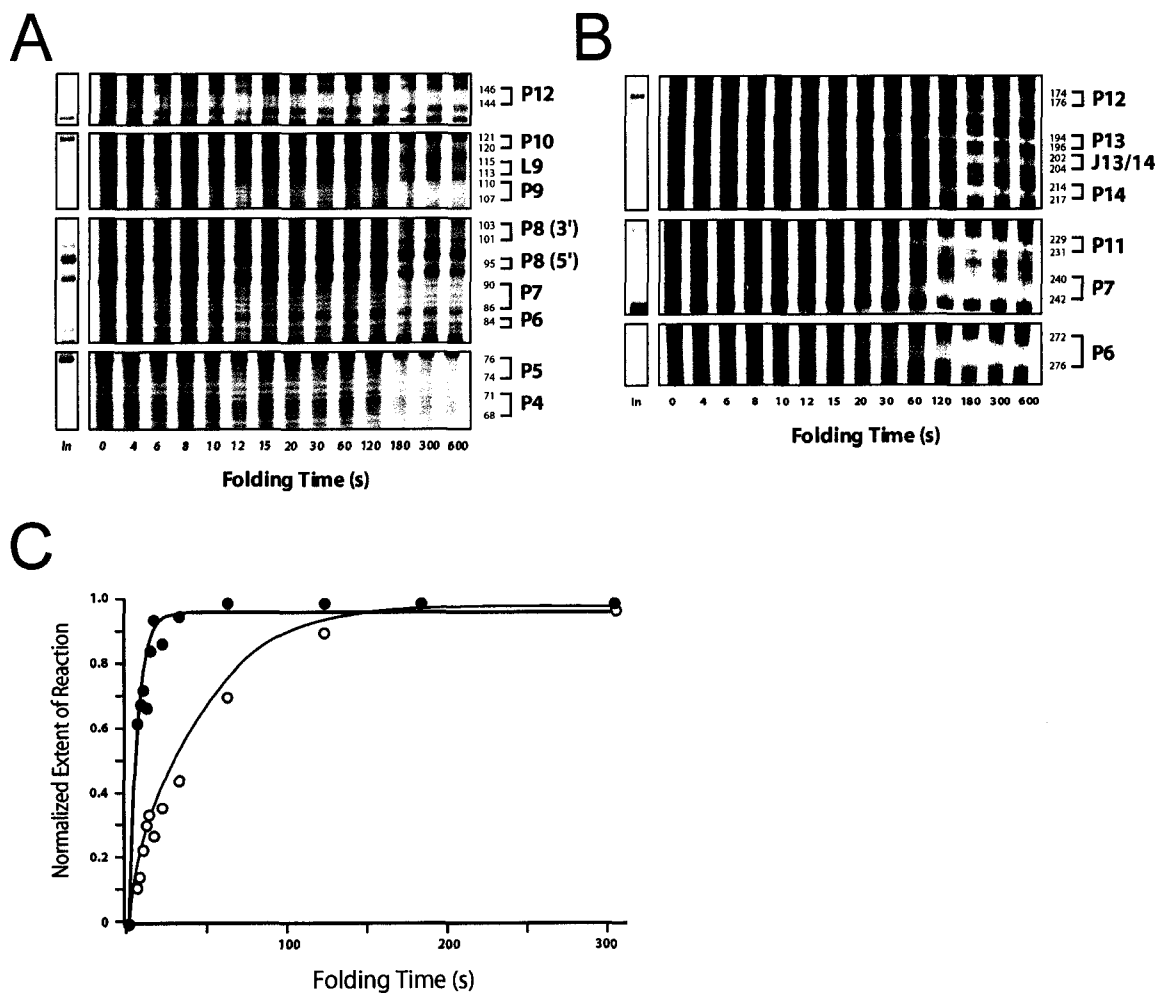 A
146
144
P12
121
120
P10
115
113
L9
110
107
P9
103
101
P8 (3')
95
P8 (5')
90
86
P7
84
P6
76
74
P5
71
68
P4
In 0 4 6 8 10 12 15 20 30 60 120 180 300 600
Folding Time (s)
B
174
176
P12
194
196
P13
202
204
J13/14
214
217
P14
229
231
P11
240
242
P7
272
276
P6
In 0 4 6 8 10 12 15 20 30 60 120 180 300 600
Folding Time (s)
C
Normalized Extent of Reaction
1.0
0.8
0.6
0.4
0.2
0
100 200 300
Folding Time (s)